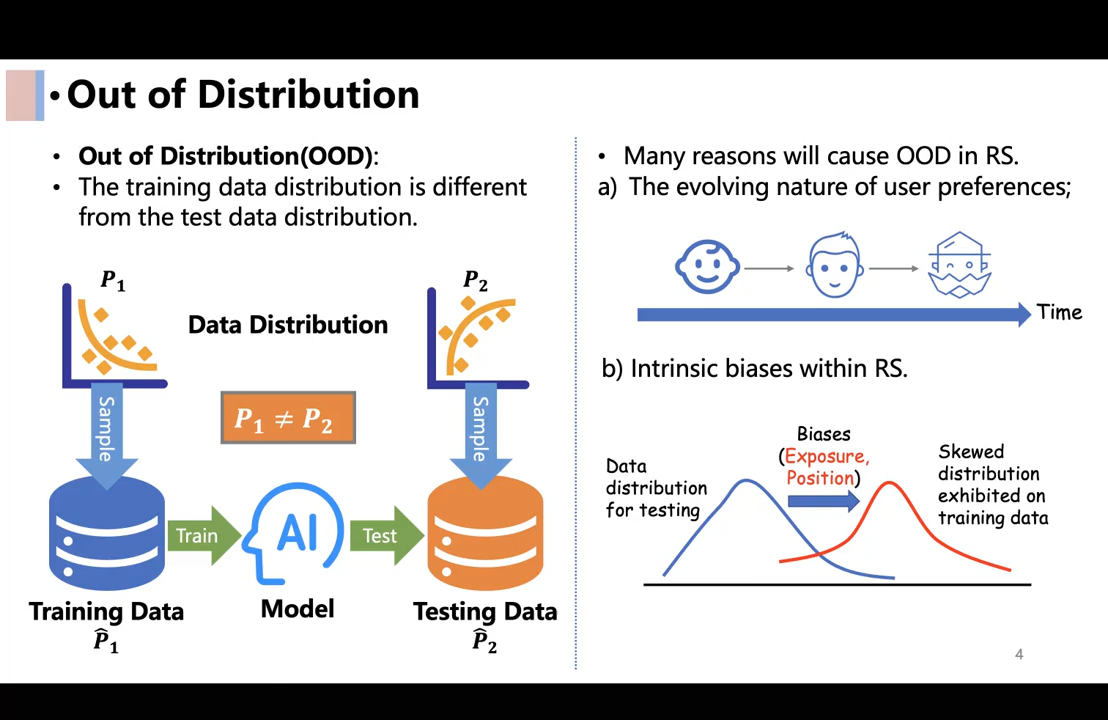 • Out of Distribution
• Out of Distribution(OOD):
• The training data distribution is different
from the test data distribution.
P₁
P₂
Data Distribution
Sample
P₁ ≠ P₂
Sample
Train
AI
Test
Training Data
P̂₁
Model
Testing Data
P̂₂
• Many reasons will cause OOD in RS.
a) The evolving nature of user preferences;
Time
b) Intrinsic biases within RS.
Data
distribution
for testing
Biases
(Exposure,
Position)
Skewed
distribution
exhibited on
training data
4